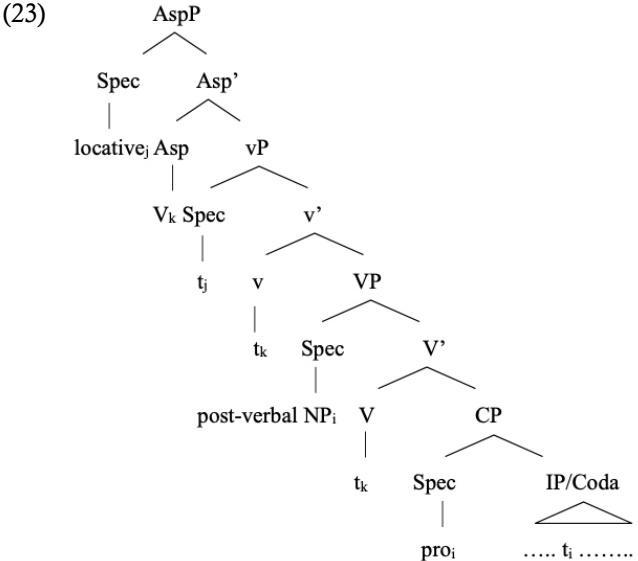 (23) AspP
Spec Asp’
locativeⱼ Asp vP
Vₖ Spec v’
tⱼ v VP
tₖ Spec V’
post-verbal NPᵢ V CP
tₖ Spec IP/Coda
proᵢ ..... tᵢ ........